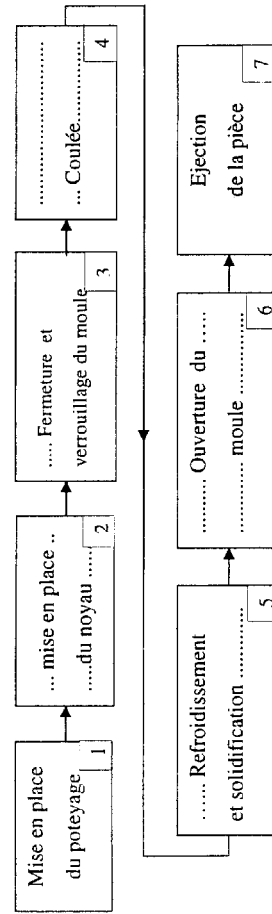 Mise en place
du poteyage
1
... mise en place ..
......du noyau ......
2
..... Fermeture et
verrouillage du moule
3
..............................
... Coulée...................
4
....... Refroidissement
et solidification ................
5
.......... Ouverture du ......
............ moule ................
6
Ejection
de la pièce
7